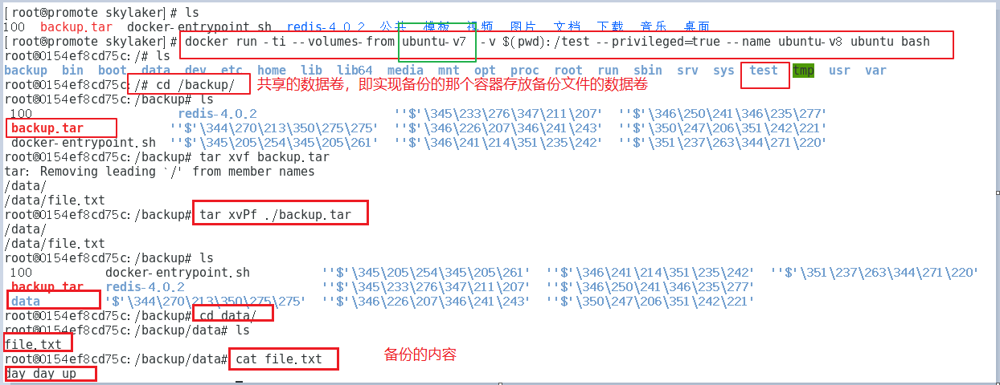 [root@promote skylaker]# ls
100 backup.tar docker-entrypoint.sh redis-4.0.2 公共 模板 视频 图片 文档 下载 音乐 桌面
[root@promote skylaker]# docker run -ti --volumes-from ubuntu-v7 -v $(pwd):/test --privileged=true --name ubuntu-v8 ubuntu bash
root@0154ef8cd75c:/# ls
backup bin boot data dev etc home lib lib64 media mnt opt proc root run sbin srv sys test tmp usr var
root@0154ef8cd75c:/# cd /backup/ 共享的数据卷，即实现备份的那个容器存放备份文件的数据卷
root@0154ef8cd75c:/backup# ls
100 redis-4.0.2 ''$'\345\233\276\347\211\207' ''$'\346\250\241\346\235\277'
backup.tar ''$'\344\270\213\350\275\275' ''$'\346\226\207\346\241\243' ''$'\350\247\206\351\242\221'
docker-entrypoint.sh ''$'\345\205\254\345\205\261' ''$'\346\241\214\351\235\242' ''$'\351\237\263\344\271\220'
root@0154ef8cd75c:/backup# tar xvf backup.tar
tar: Removing leading `/' from member names
/data/
/data/file.txt
root@0154ef8cd75c:/backup# tar xvPf ./backup.tar
/data/
/data/file.txt
root@0154ef8cd75c:/backup# ls
100 docker-entrypoint.sh ''$'\345\205\254\345\205\261' ''$'\346\241\214\351\235\242' ''$'\351\237\263\344\271\220'
backup.tar redis-4.0.2 ''$'\345\233\276\347\211\207' ''$'\346\250\241\346\235\277'
data '$'\344\270\213\350\275\275' ''$'\346\226\207\346\241\243' ''$'\350\247\206\351\242\221'
root@0154ef8cd75c:/backup# cd data/
root@0154ef8cd75c:/backup/data# ls
file.txt
root@0154ef8cd75c:/backup/data# cat file.txt 备份的内容
day day up